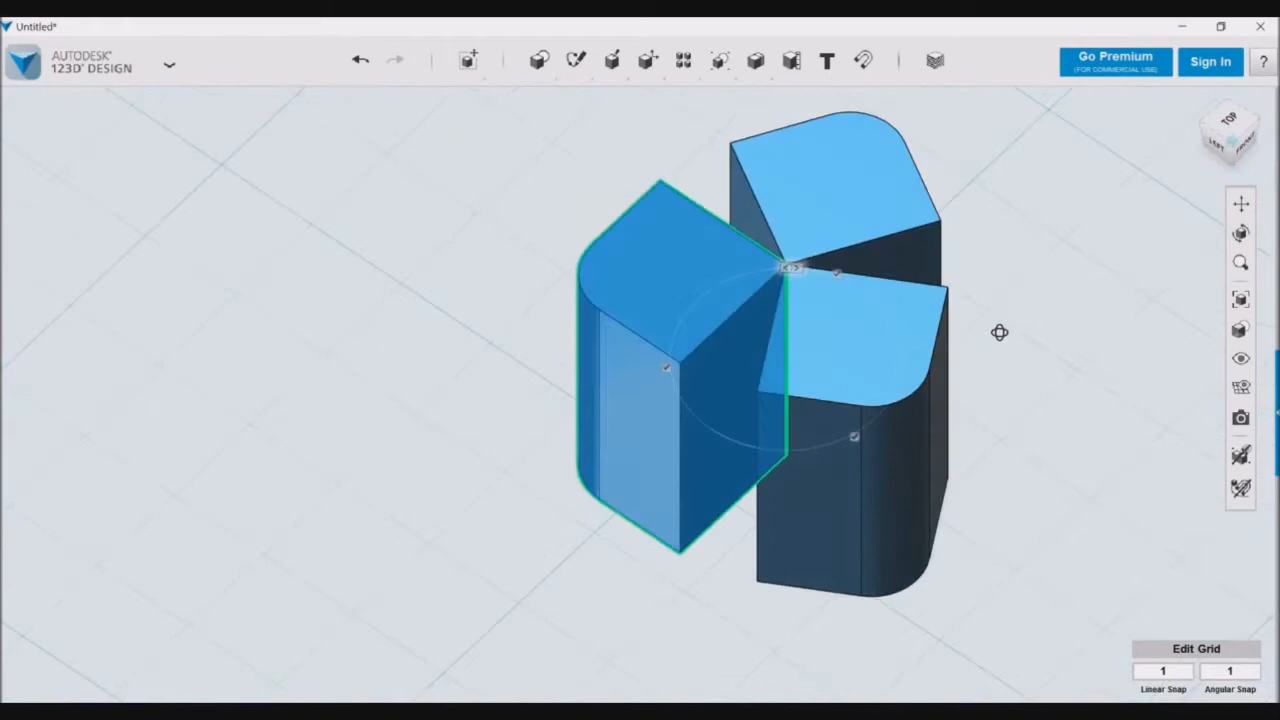 Untitled*
AUTODESK®
123D® DESIGN
Go Premium
(FOR COMMERCIAL USE)
Sign In
?
TOP
LEFT
FRONT
Edit Grid
1
1
Linear Snap
Angular Snap